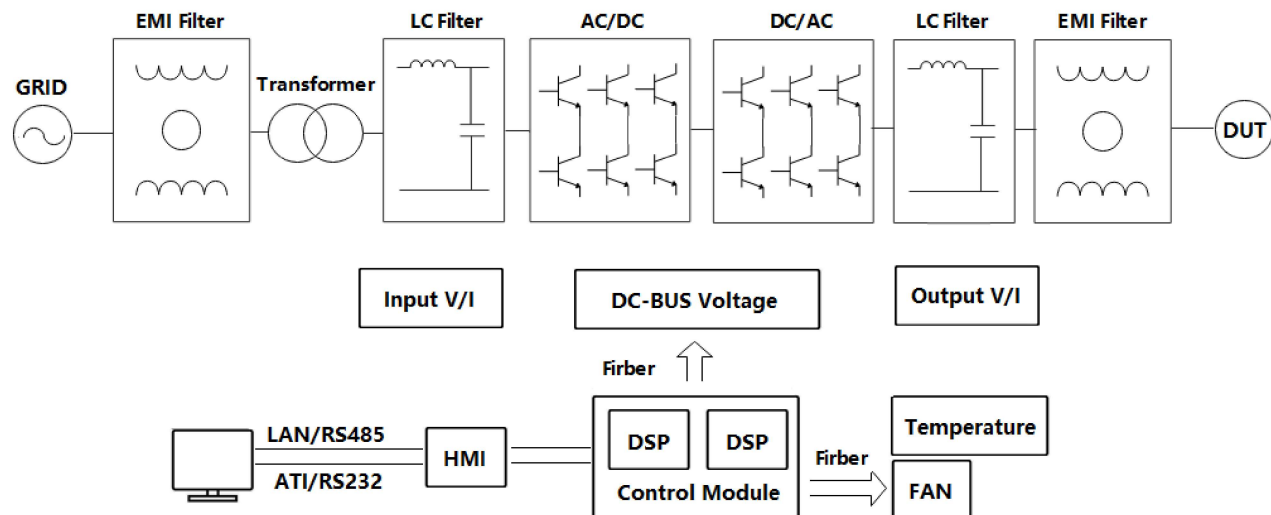 EMI Filter
LC Filter
AC/DC
DC/AC
LC Filter
EMI Filter
GRID
Transformer
DUT
Input V/I
DC-BUS Voltage
Output V/I
Firber
LAN/RS485
ATI/RS232
HMI
DSP
DSP
Control Module
Firber
Temperature
FAN